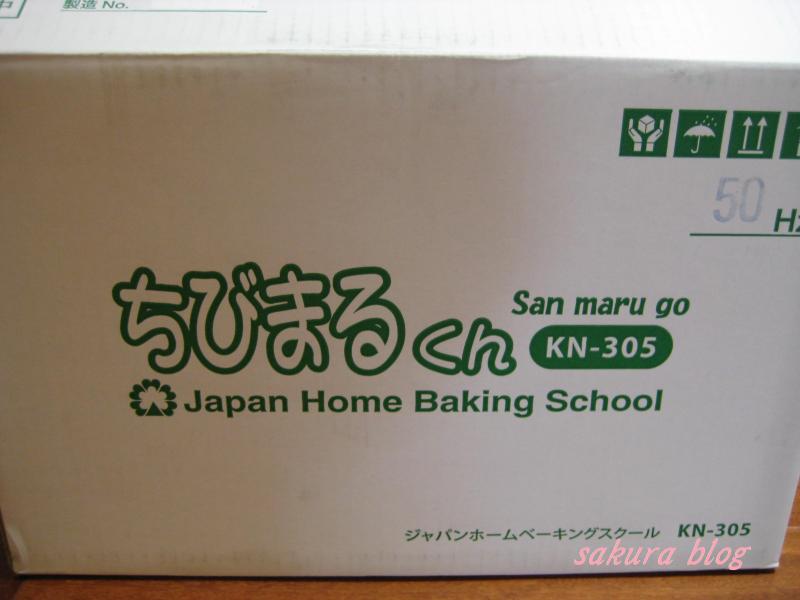 中
製造 No.
50 Hz
San maru go
ちびまるくん KN-305
Japan Home Baking School
ジャパンホームベーキングスクール KN-305
sakura blog